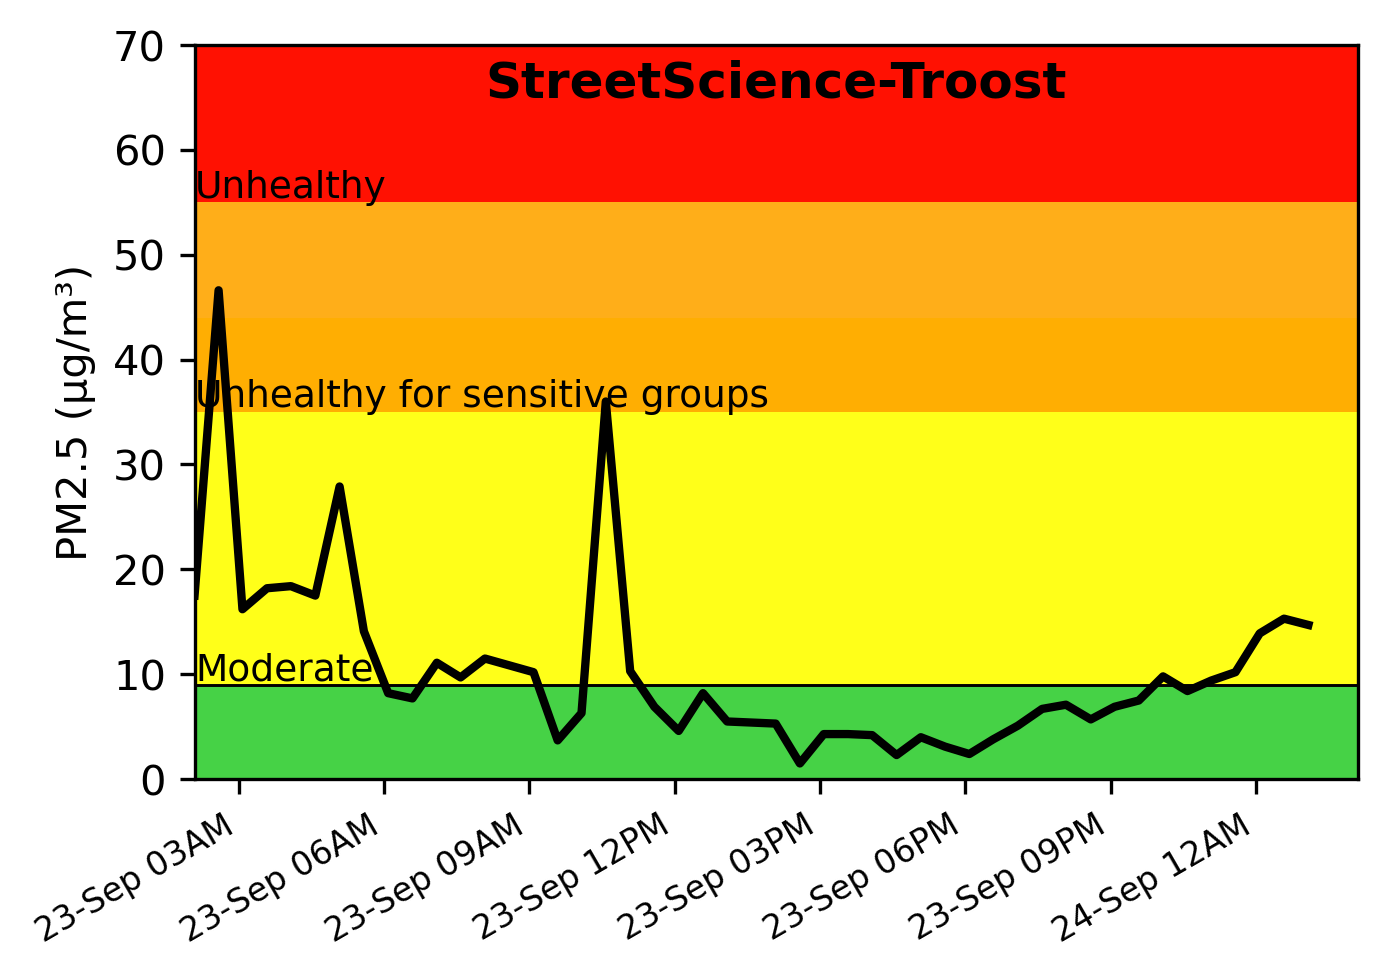 StreetScience-Troost
PM2.5 (µg/m³)
70
60
50
40
30
20
10
0
Unhealthy
Unhealthy for sensitive groups
Moderate
23-Sep 03AM
23-Sep 06AM
23-Sep 09AM
23-Sep 12PM
23-Sep 03PM
23-Sep 06PM
23-Sep 09PM
24-Sep 12AM